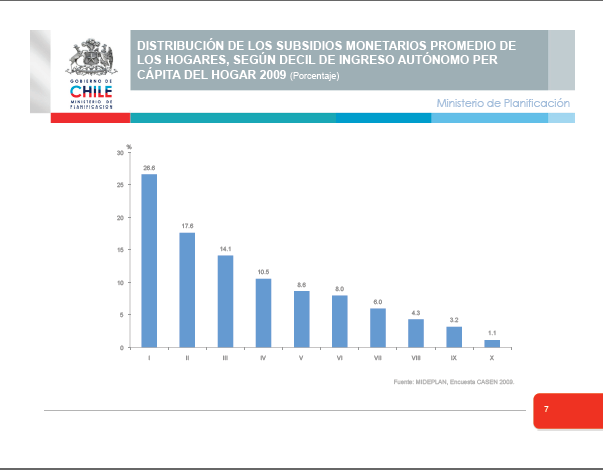 DISTRIBUCIÓN DE LOS SUBSIDIOS MONETARIOS PROMEDIO DE
LOS HOGARES, SEGÚN DECIL DE INGRESO AUTÓNOMO PER
CÁPITA DEL HOGAR 2009 (Porcentaje)
GOBIERNO DE
CHILE
MINISTERIO DE
PLANIFICACIÓN
Ministerio de Planificación
%
30
25
20
15
10
5
0
26.6
17.6
14.1
10.5
8.6
8.0
6.0
4.3
3.2
1.1
I II III IV V VI VII VIII IX X
Fuente: MIDEPLAN, Encuesta CASEN 2009.
7